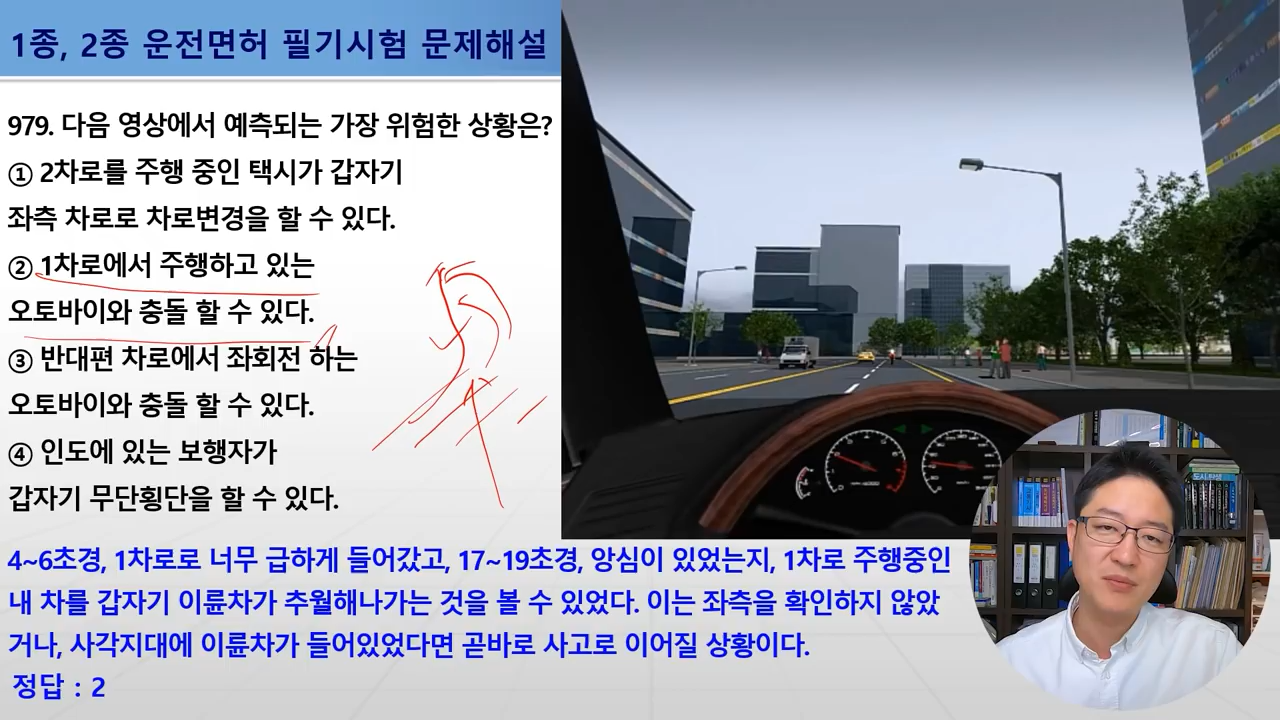 1종, 2종 운전면허 필기시험 문제해설
979. 다음 영상에서 예측되는 가장 위험한 상황은?
① 2차로를 주행 중인 택시가 갑자기
좌측 차로로 차로변경을 할 수 있다.
② 1차로에서 주행하고 있는
오토바이와 충돌 할 수 있다.
③ 반대편 차로에서 좌회전 하는
오토바이와 충돌 할 수 있다.
④ 인도에 있는 보행자가
갑자기 무단횡단을 할 수 있다.
4~6초경, 1차로로 너무 급하게 들어갔고, 17~19초경, 앙심이 있었는지, 1차로 주행중인
내 차를 갑자기 이륜차가 추월해나가는 것을 볼 수 있었다. 이는 좌측을 확인하지 않았
거나, 사각지대에 이륜차가 들어있었다면 곧바로 사고로 이어질 상황이다.
정답 : 2